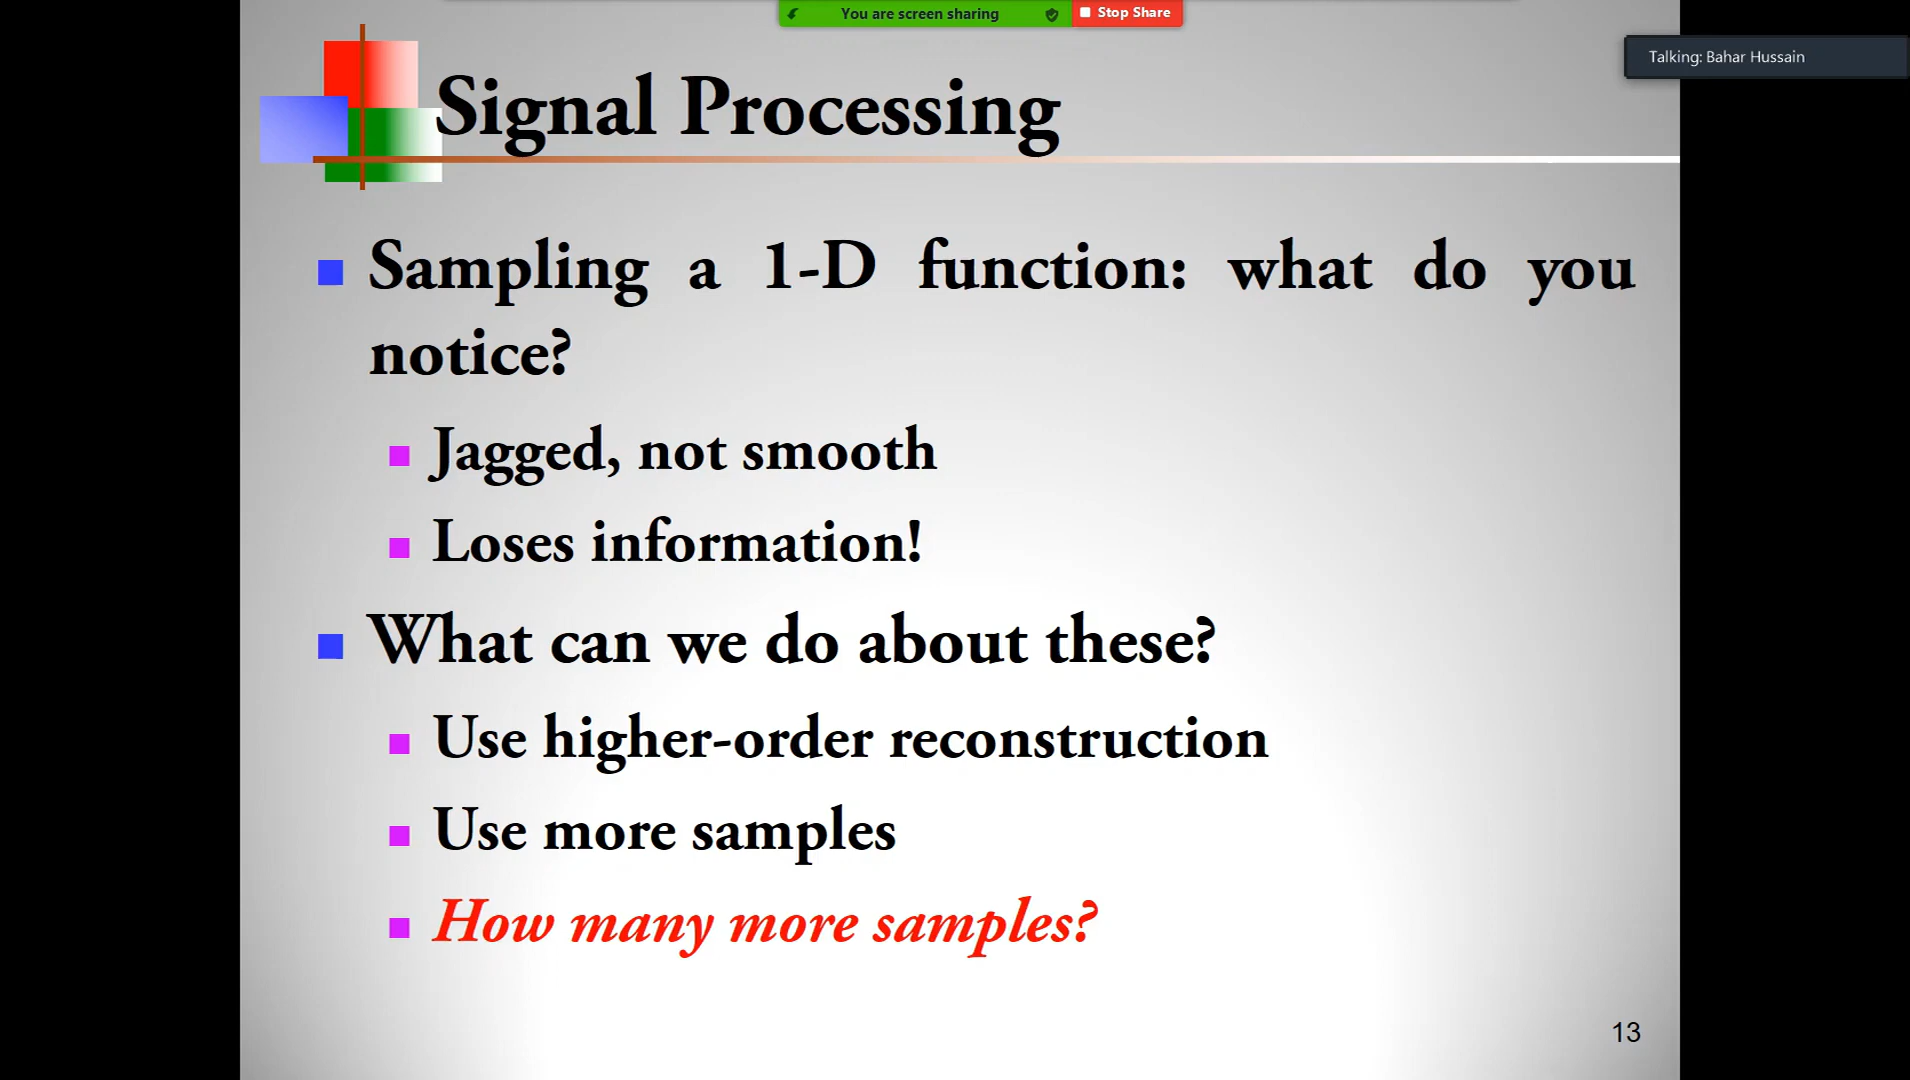 You are screen sharing
Stop Share
Talking: Bahar Hussain
Signal Processing
Sampling a 1-D function: what do you
notice?
Jagged, not smooth
Loses information!
What can we do about these?
Use higher-order reconstruction
Use more samples
How many more samples?
13